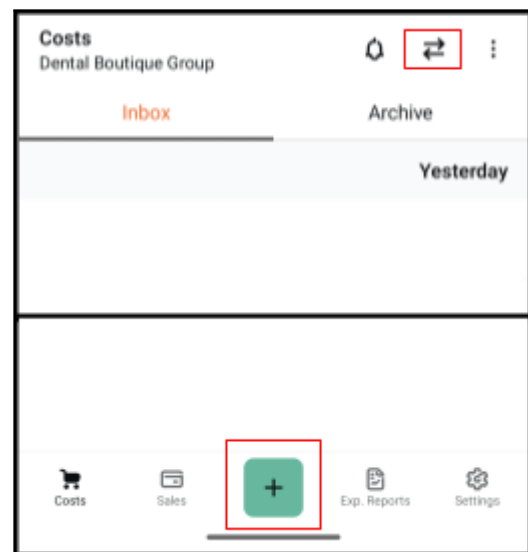 Costs
Dental Boutique Group
Inbox
Archive
Yesterday
+
Costs
Sales
Exp. Reports
Settings